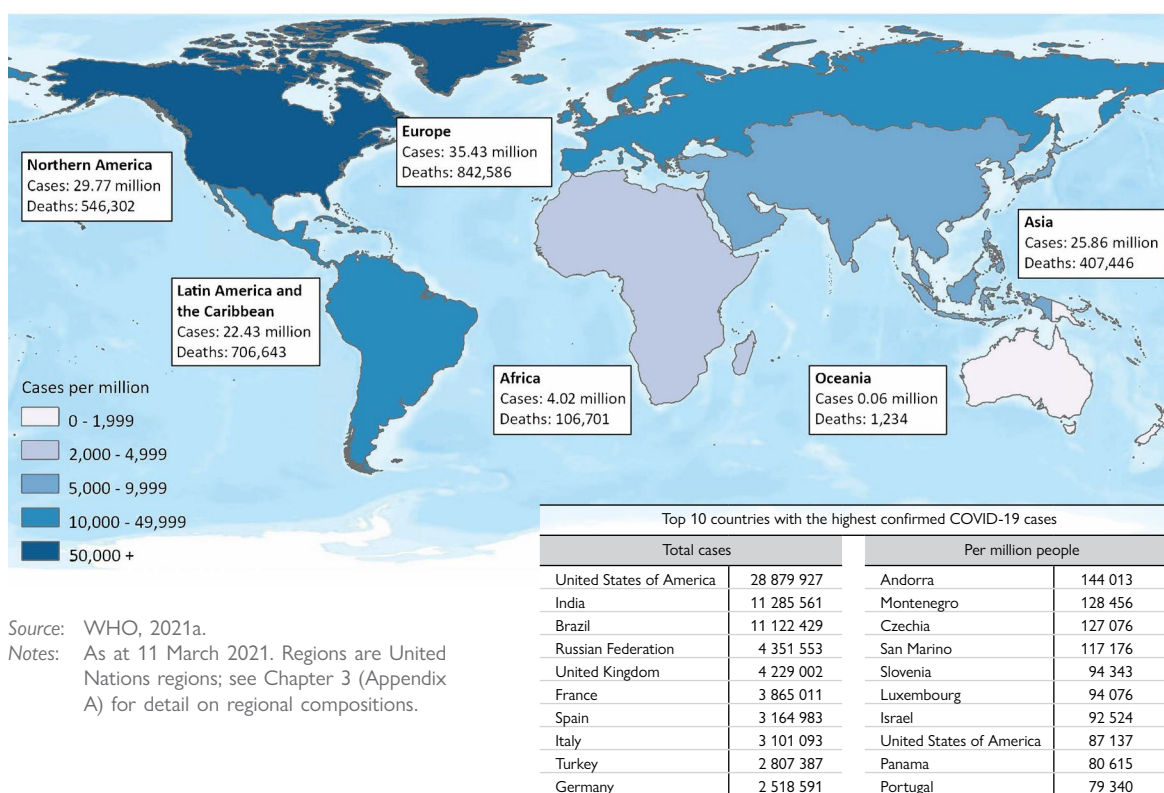 Europe
Cases: 35.43 million
Deaths: 842,586
Northern America
Cases: 29.77 million
Deaths: 546,302
Asia
Cases: 25.86 million
Deaths: 407,446
Latin America and
the Caribbean
Cases: 22.43 million
Deaths: 706,643
Africa
Cases: 4.02 million
Deaths: 106,701
Oceania
Cases 0.06 million
Deaths: 1,234
Cases per million
0 - 1,999
2,000 - 4,999
5,000 - 9,999
10,000 - 49,999
50,000 +
Top 10 countries with the highest confirmed COVID-19 cases
Total cases
United States of America 28 879 927
India 11 285 561
Brazil 11 122 429
Russian Federation 4 351 553
United Kingdom 4 229 002
France 3 865 011
Spain 3 164 983
Italy 3 101 093
Turkey 2 807 387
Germany 2 518 591
Per million people
Andorra 144 013
Montenegro 128 456
Czechia 127 076
San Marino 117 176
Slovenia 94 343
Luxembourg 94 076
Israel 92 524
United States of America 87 137
Panama 80 615
Portugal 79 340
Source: WHO, 2021a.
Notes: As at 11 March 2021. Regions are United
Nations regions; see Chapter 3 (Appendix
A) for detail on regional compositions.